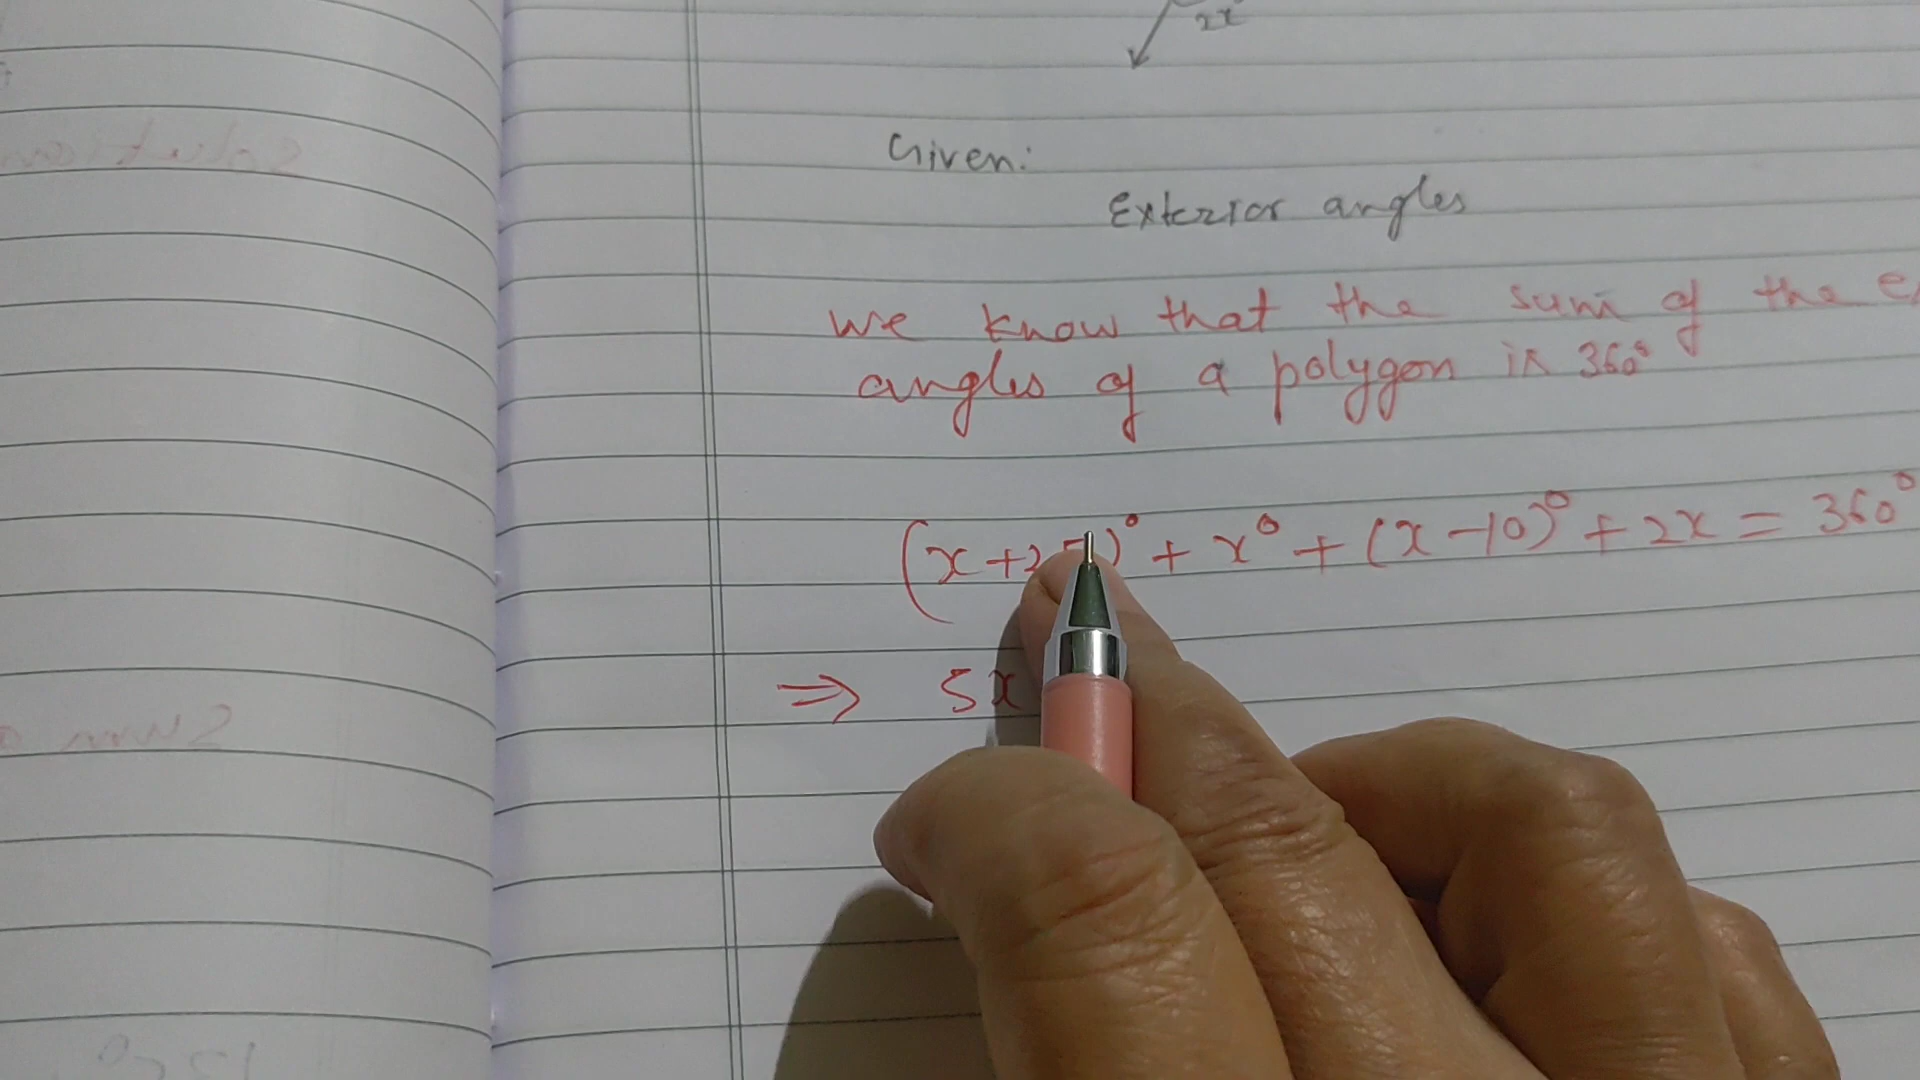 2x
Given:
Exterior angles
We know that the sum of the
angles of a polygon is 360°
(x+25)° + x° + (x-10)° + 2x = 360°
⇒ 5x